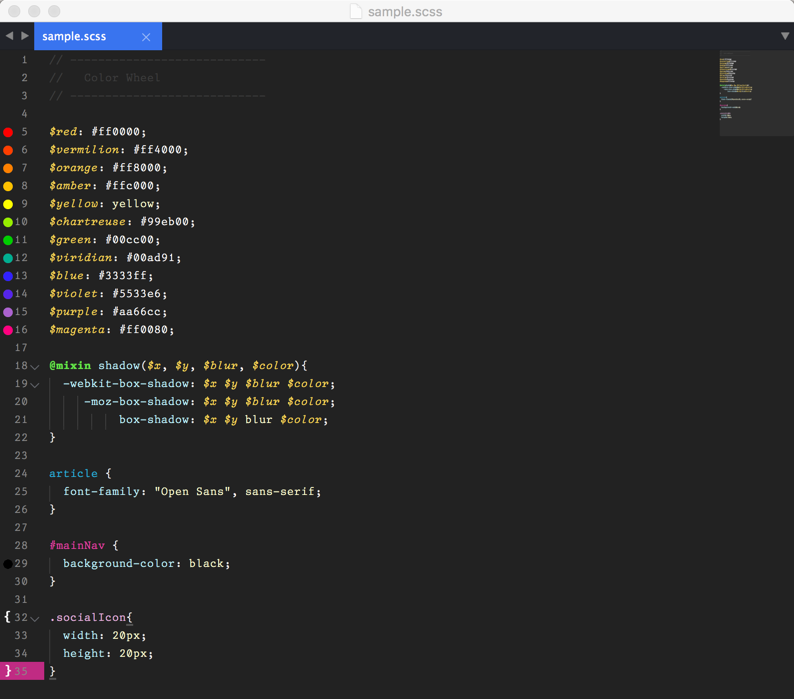 sample.scss
sample.scss
1 // ----------------------------
2 //   Color Wheel
3 // ----------------------------
4
5 $red: #ff0000;
6 $vermilion: #ff4000;
7 $orange: #ff8000;
8 $amber: #ffc000;
9 $yellow: yellow;
10 $chartreuse: #99eb00;
11 $green: #00cc00;
12 $viridian: #00ad91;
13 $blue: #3333ff;
14 $violet: #5533e6;
15 $purple: #aa66cc;
16 $magenta: #ff0080;
17
18 @mixin shadow($x, $y, $blur, $color){
19   -webkit-box-shadow: $x $y $blur $color;
20      -moz-box-shadow: $x $y $blur $color;
21           box-shadow: $x $y blur $color;
22 }
23
24 article {
25   font-family: "Open Sans", sans-serif;
26 }
27
28 #mainNav {
29   background-color: black;
30 }
31
{ 32 .socialIcon{
33   width: 20px;
34   height: 20px;
} 35 }